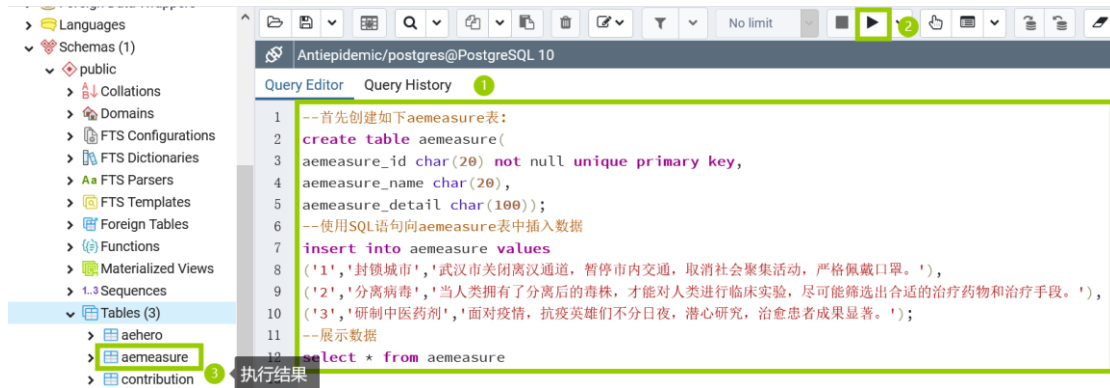 Languages
Schemas (1)
public
Collations
Domains
FTS Configurations
FTS Dictionaries
Aa FTS Parsers
FTS Templates
Foreign Tables
Functions
Materialized Views
1..3 Sequences
Tables (3)
aehero
aemeasure
contribution
3 执行结果
No limit
2
Antiepidemic/postgres@PostgreSQL 10
Query Editor Query History 1
1 --首先创建如下aemeasure表:
2 create table aemeasure(
3 aemeasure_id char(20) not null unique primary key,
4 aemeasure_name char(20),
5 aemeasure_detail char(100));
6 --使用SQL语句向aemeasure表中插入数据
7 insert into aemeasure values
8 ('1','封锁城市','武汉市关闭离汉通道，暂停市内交通，取消社会聚集活动，严格佩戴口罩。'),
9 ('2','分离病毒','当人类拥有了分离后的毒株，才能对人类进行临床实验，尽可能筛选出合适的治疗药物和治疗手段。'),
10 ('3','研制中医药剂','面对疫情，抗疫英雄们不分日夜，潜心研究，治愈患者成果显著。');
11 --展示数据
12 select * from aemeasure